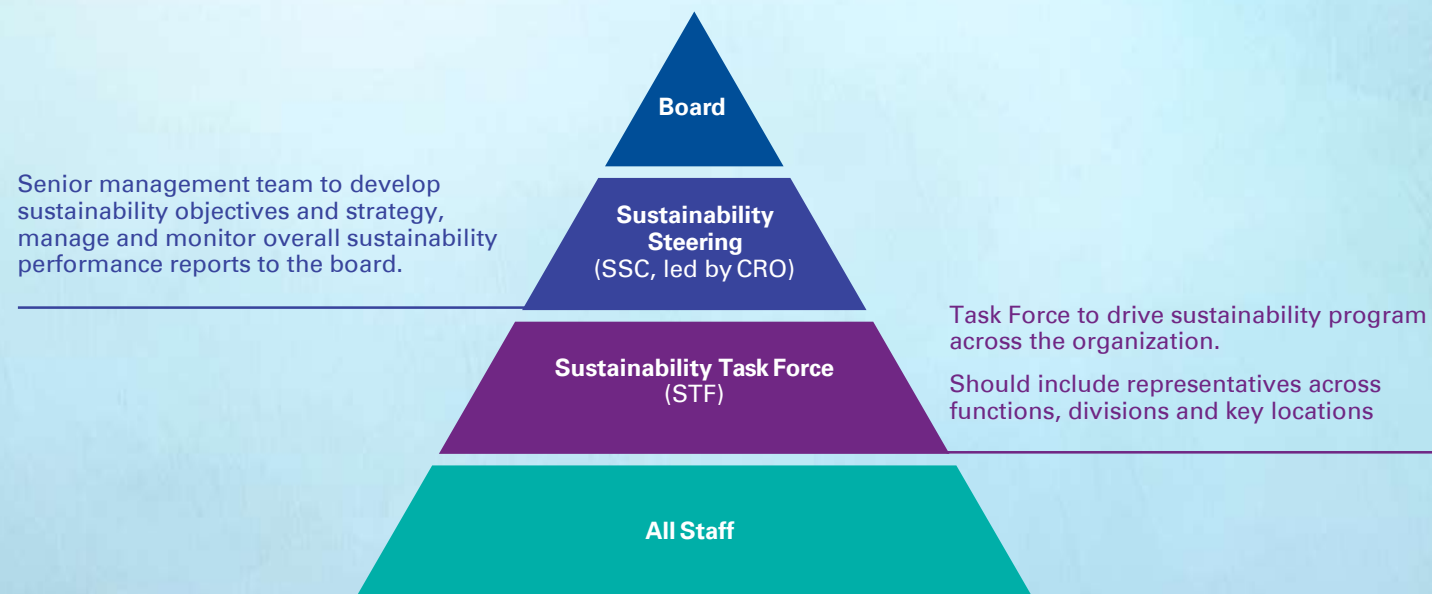 Board
Senior management team to develop
sustainability objectives and strategy,
manage and monitor overall sustainability
performance reports to the board.
Sustainability
Steering
(SSC, led by CRO)
Task Force to drive sustainability program
across the organization.
Should include representatives across
functions, divisions and key locations
Sustainability Task Force
(STF)
All Staff